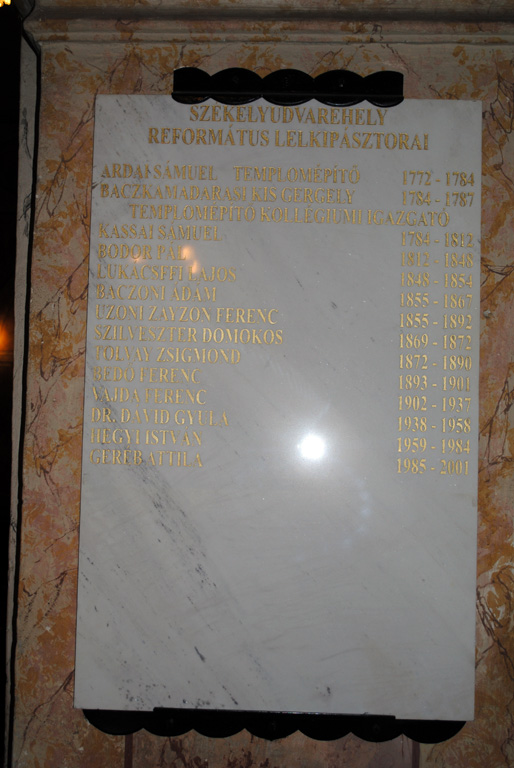 SZÉKELYUDVARHELY
REFORMÁTUS LELKIPÁSZTORAI
ARDAI SÁMUEL TEMPLOMÉPÍTŐ 1772 - 1784
BACZKAMADARASI KIS GERGELY 1784 - 1787
TEMPLOMÉPÍTŐ KOLLÉGIUMI IGAZGATÓ
KASSAI SÁMUEL 1784 - 1812
BODOR PÁL 1812 - 1848
LUKÁCSFFI LAJOS 1848 - 1854
BACZONI ÁDÁM 1855 - 1867
UZONI ZAYZON FERENC 1855 - 1892
SZILVESZTER DOMOKOS 1869 - 1872
TOLVAY ZSIGMOND 1872 - 1890
BEDŐ FERENC 1893 - 1901
VAJDA FERENC 1902 - 1937
DR. DÁVID GYULA 1938 - 1958
HEGYI ISTVÁN 1959 - 1984
GERÉB ATTILA 1985 - 2001